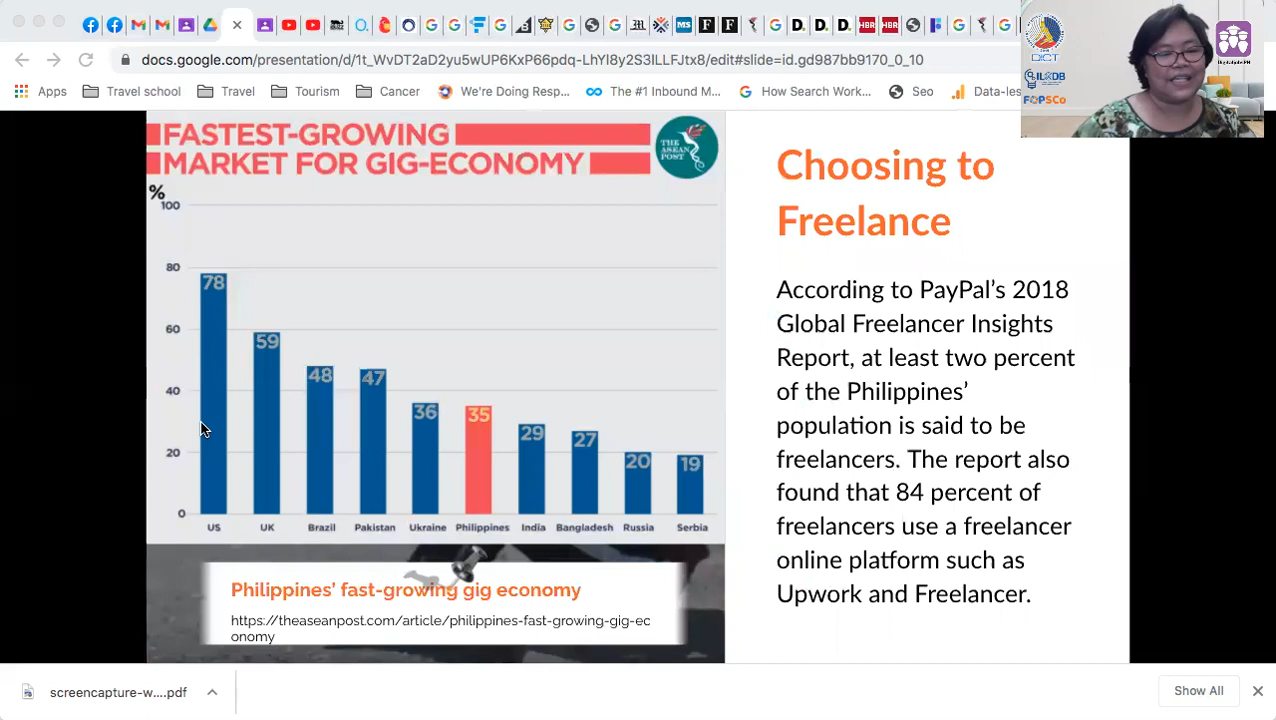 docs.google.com/presentation/d/1t_WvDT2aD2yu5wUP6KxP66pdq-LhYI8y2S3ILLFJtx8/edit#slide=id.gd987bb9170_0_10
Apps Travel school Travel Tourism Cancer We're Doing Resp... The #1 Inbound M... How Search Work... Seo Data-les
DICT
ILCDB
DigitaljobsPH
FASTEST-GROWING
MARKET FOR GIG-ECONOMY
THE
ASEAN
POST
%
100
80
60
40
20
0
78 59 48 47 36 35 29 27 20 19
US UK Brazil Pakistan Ukraine Philippines India Bangladesh Russia Serbia
Philippines' fast-growing gig economy
https://theaseanpost.com/article/philippines-fast-growing-gig-ec
onomy
Choosing to
Freelance
According to PayPal's 2018
Global Freelancer Insights
Report, at least two percent
of the Philippines'
population is said to be
freelancers. The report also
found that 84 percent of
freelancers use a freelancer
online platform such as
Upwork and Freelancer.
screencapture-w....pdf
Show All